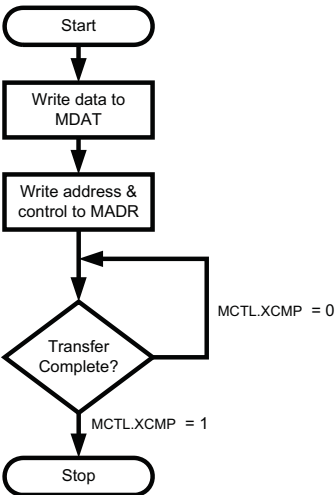 Start
Write data to
MDAT
Write address &
control to MADR
MCTL.XCMP = 0
Transfer
Complete?
MCTL.XCMP = 1
Stop